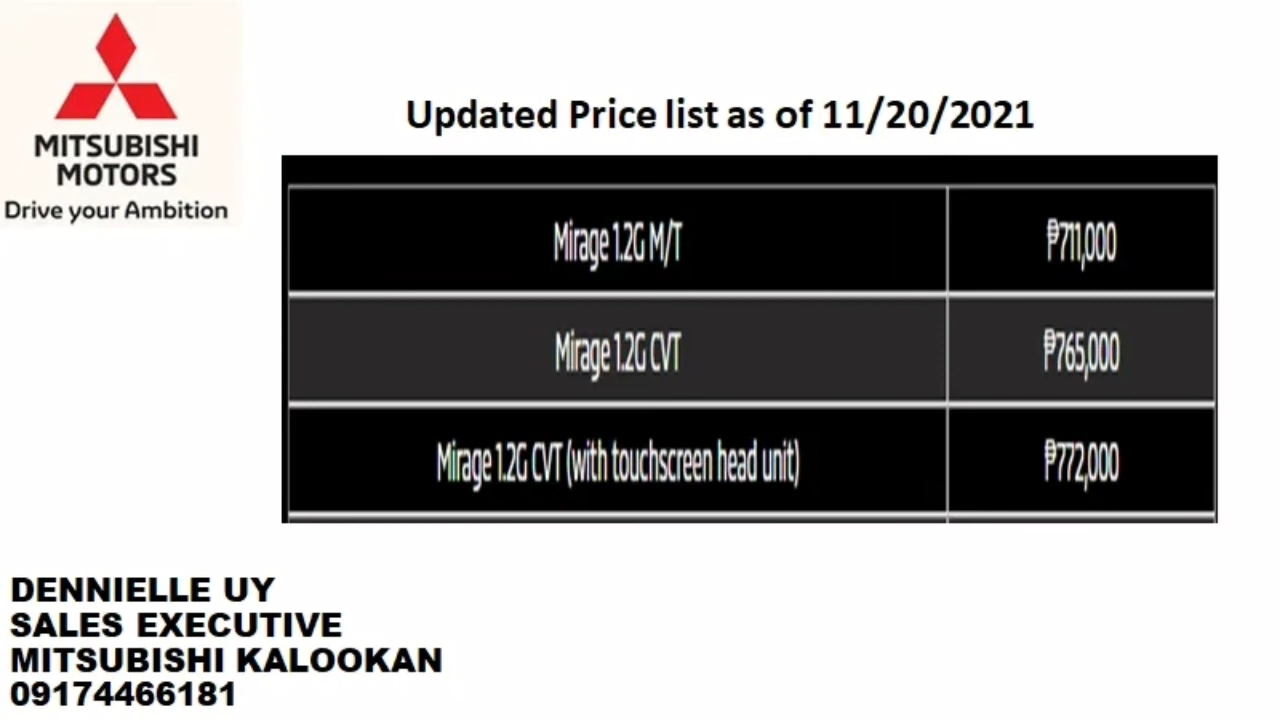 MITSUBISHI
MOTORS
Drive your Ambition
Updated Price list as of 11/20/2021
Mirage 1.2G M/T ₱711,000
Mirage 1.2G CVT ₱765,000
Mirage 1.2G CVT (with touchscreen head unit) ₱772,000
DENNIELLE UY
SALES EXECUTIVE
MITSUBISHI KALOOKAN
09174466181